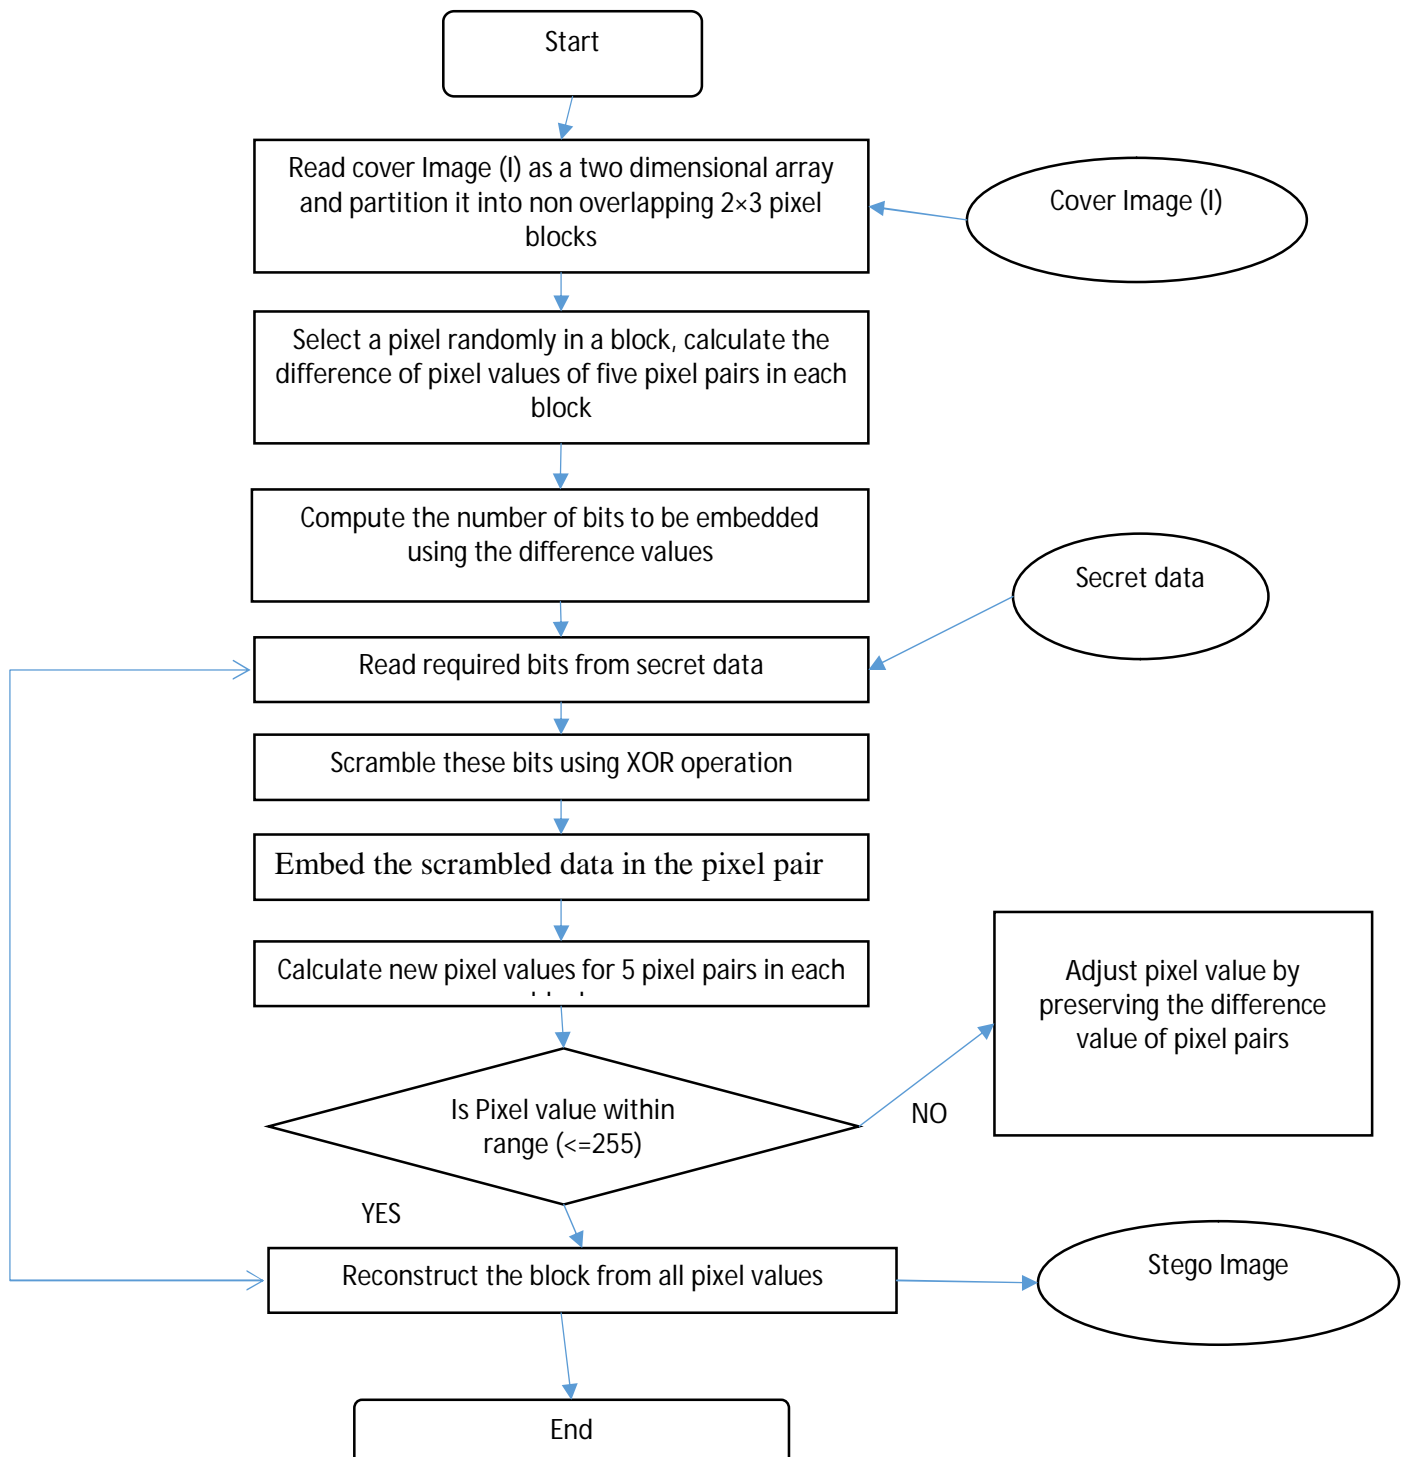 Start
Read cover Image (I) as a two dimensional array
and partition it into non overlapping 2×3 pixel
blocks
Cover Image (I)
Select a pixel randomly in a block, calculate the
difference of pixel values of five pixel pairs in each
block
Compute the number of bits to be embedded
using the difference values
Secret data
Read required bits from secret data
Scramble these bits using XOR operation
Embed the scrambled data in the pixel pair
Calculate new pixel values for 5 pixel pairs in each
Adjust pixel value by
preserving the difference
value of pixel pairs
Is Pixel value within
range (<=255)
NO
YES
Reconstruct the block from all pixel values
Stego Image
End